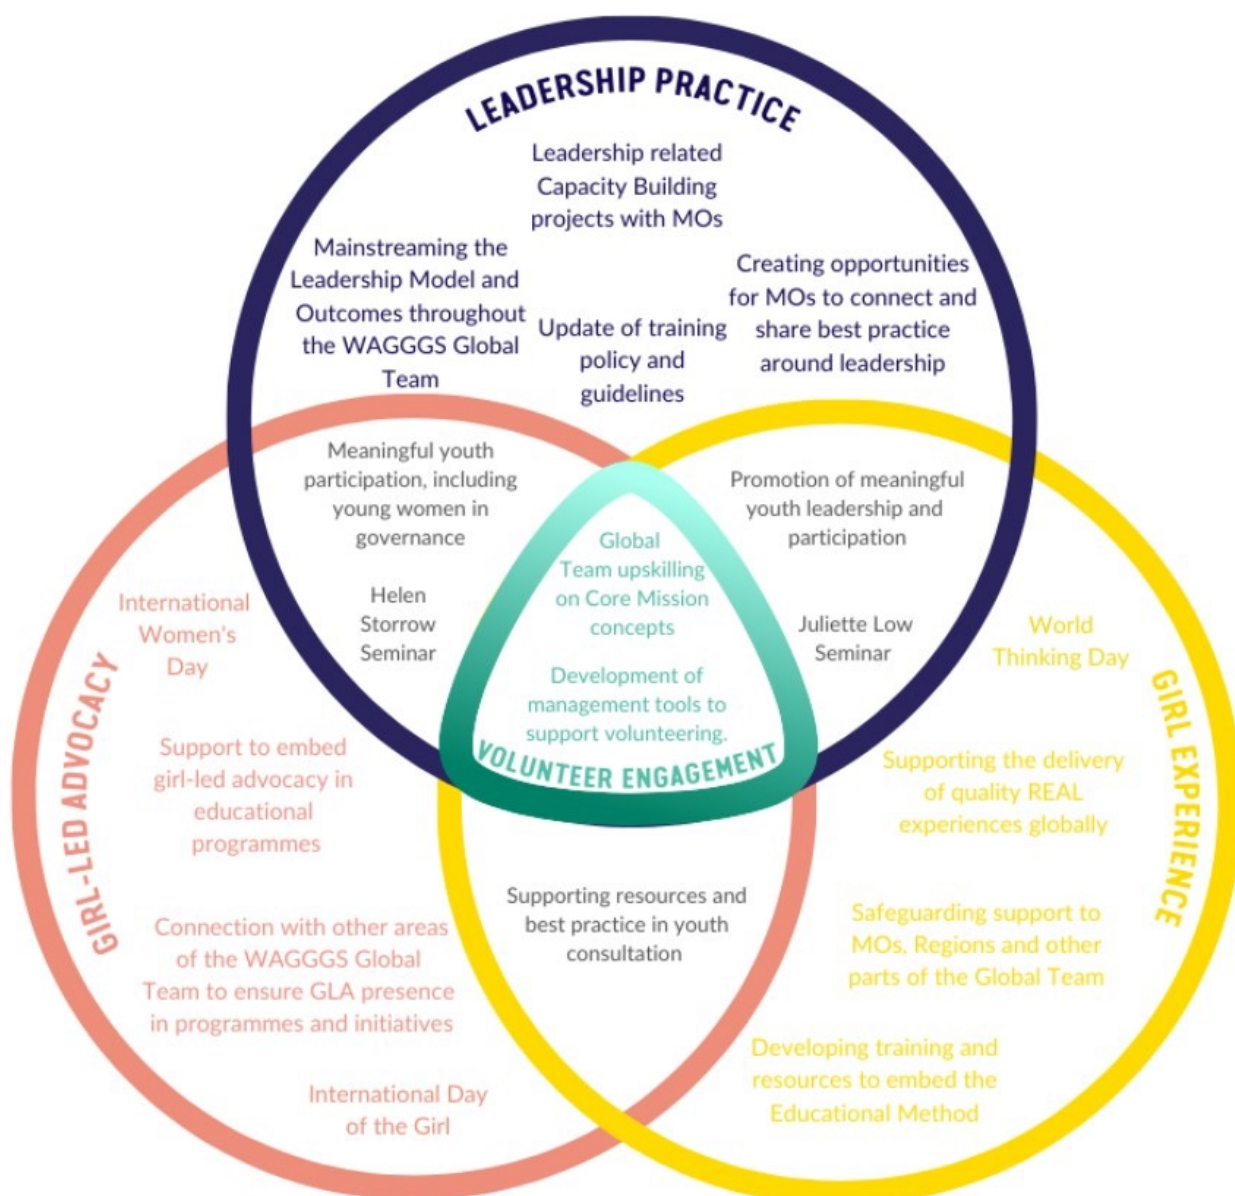 LEADERSHIP PRACTICE
Leadership related
Capacity Building
projects with MOs
Mainstreaming the
Leadership Model and
Outcomes throughout
the WAGGGS Global
Team
Update of training
policy and
guidelines
Creating opportunities
for MOs to connect and
share best practice
around leadership
Meaningful youth
participation, including
young women in
governance
Helen
Storrow
Seminar
Global
Team upskilling
on Core Mission
concepts
Development of
management tools to
support volunteering.
VOLUNTEER ENGAGEMENT
Promotion of meaningful
youth leadership and
participation
Juliette Low
Seminar
GIRL-LED ADVOCACY
International
Women's
Day
Support to embed
girl-led advocacy in
educational
programmes
Connection with other areas
of the WAGGGS Global
Team to ensure GLA presence
in programmes and initiatives
International Day
of the Girl
Supporting resources and
best practice in youth
consultation
GIRL EXPERIENCE
World
Thinking Day
Supporting the delivery
of quality REAL
experiences globally
Safeguarding support to
MOs, Regions and other
parts of the Global Team
Developing training and
resources to embed the
Educational Method